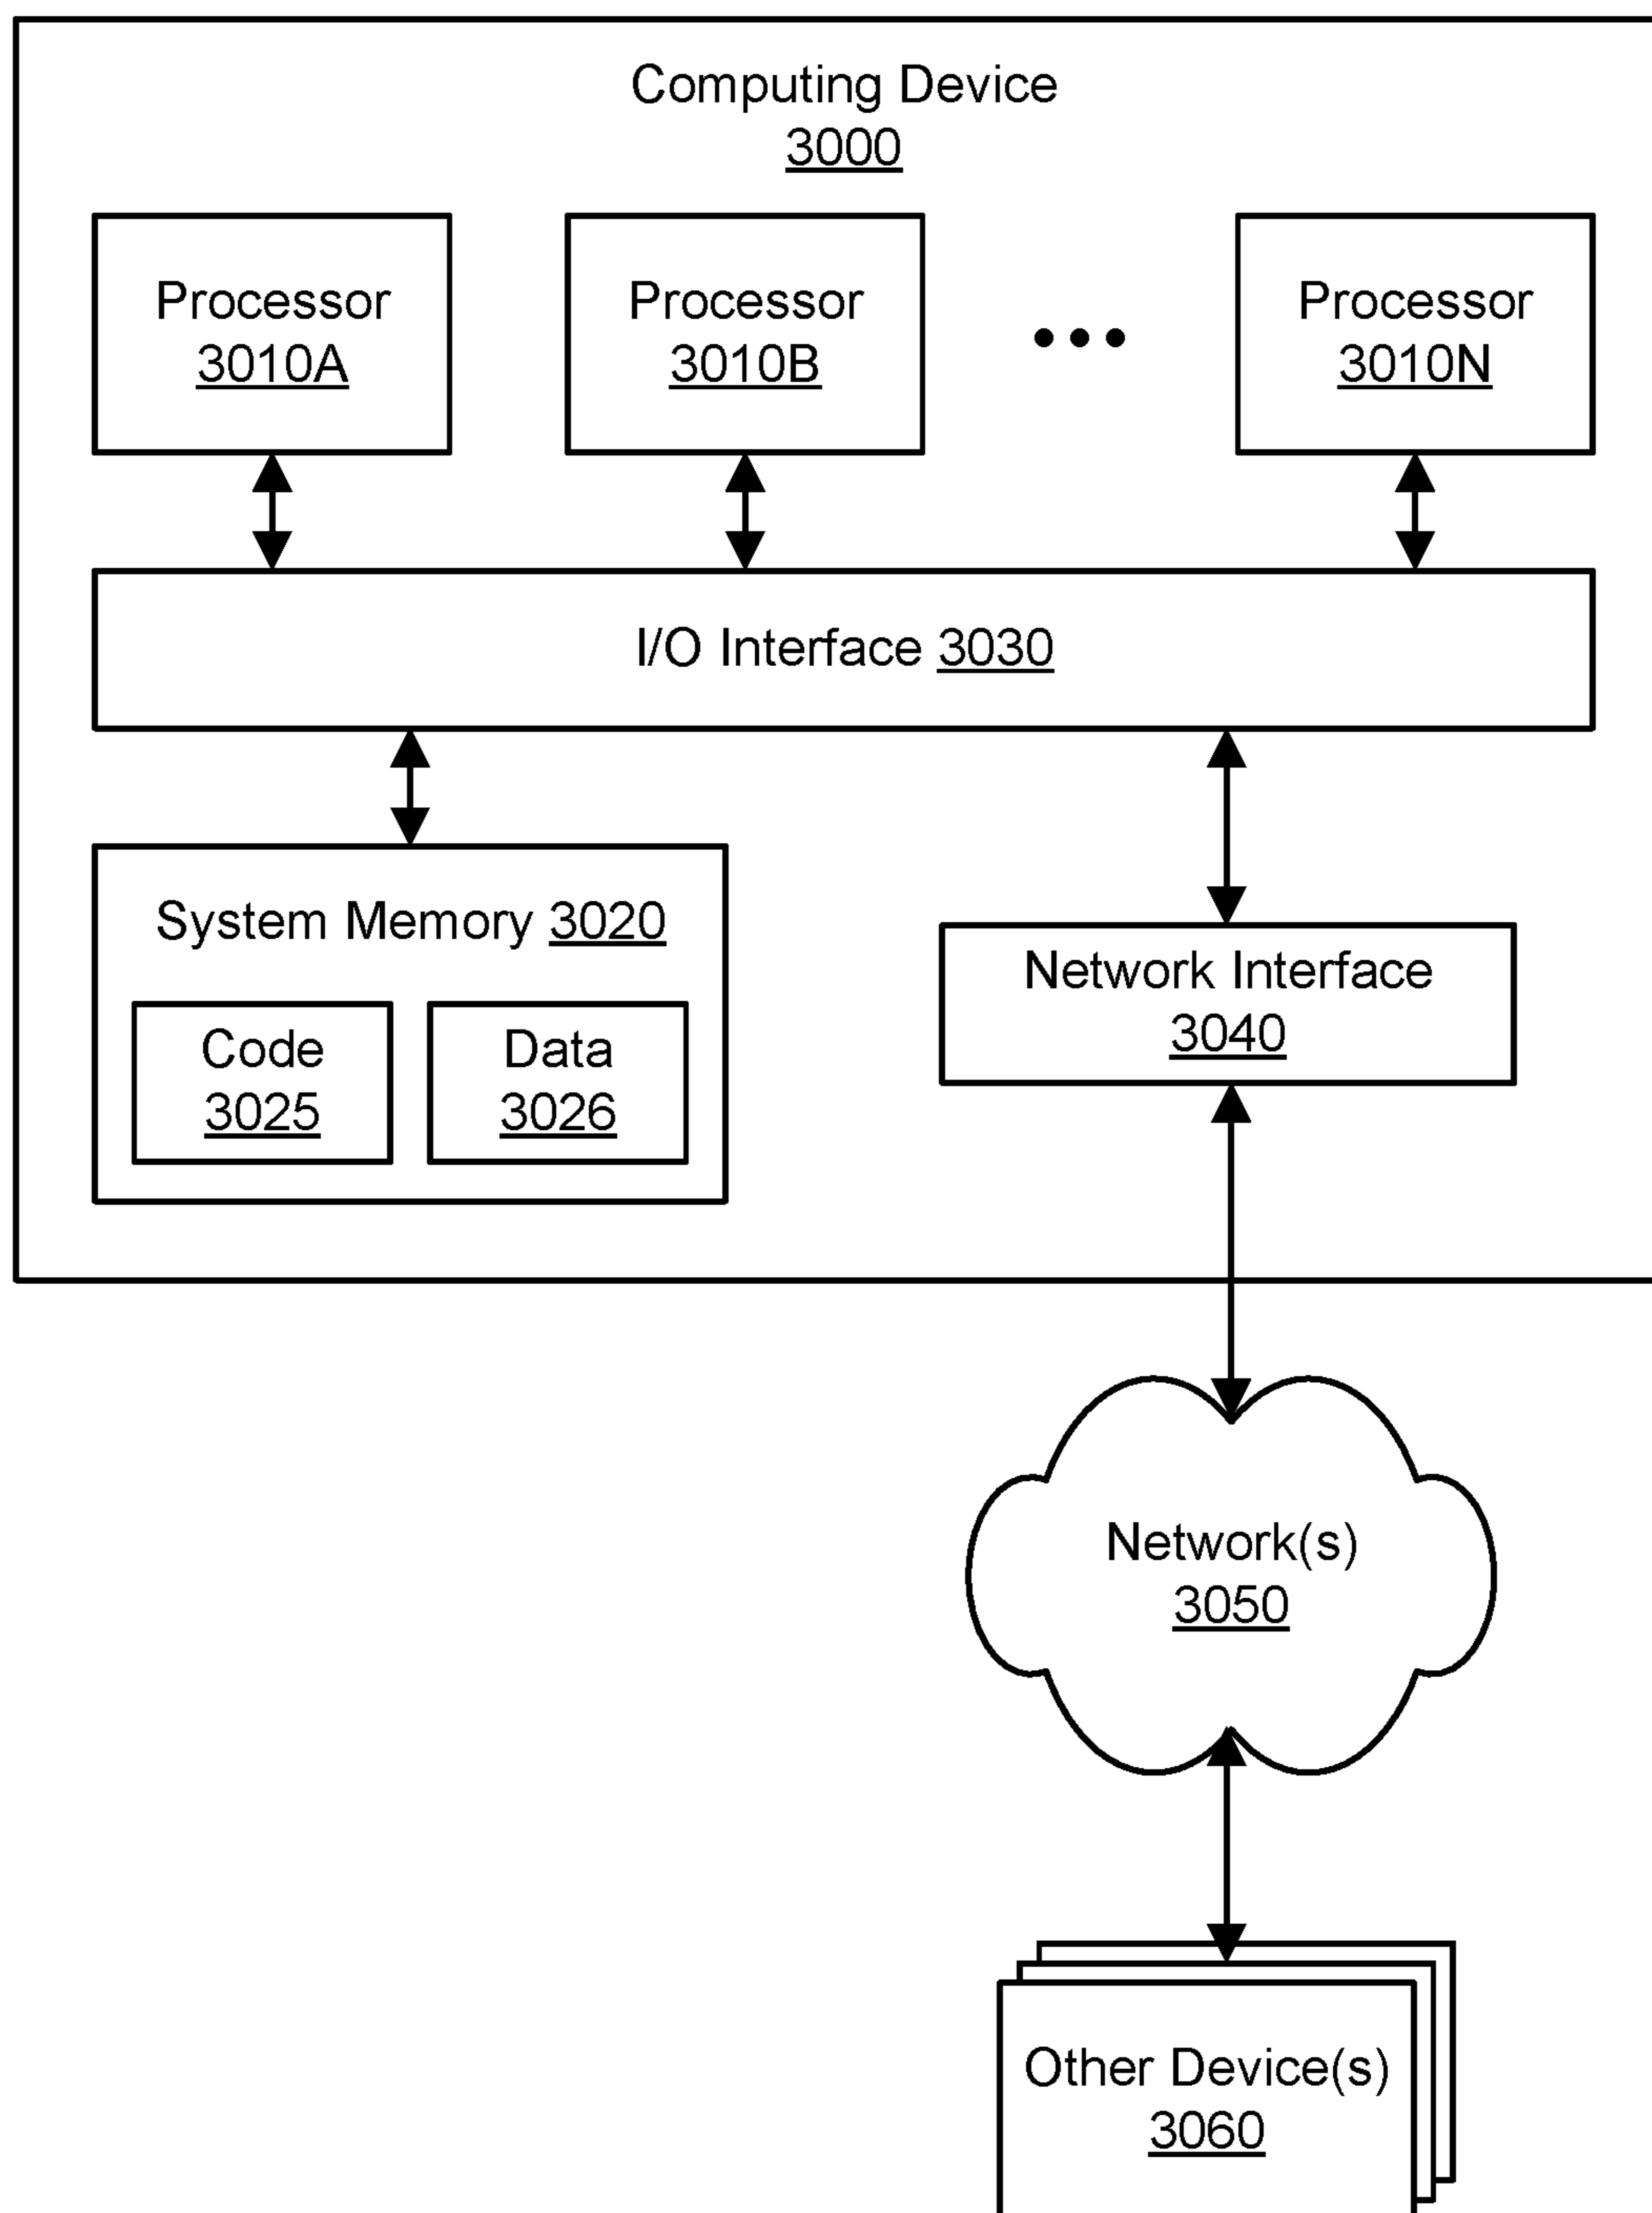 Computing Device
3000
Processor
3010A
Processor
3010B
Processor
3010N
I/O Interface 3030
System Memory 3020
Code
3025
Data
3026
Network Interface
3040
Network(s)
3050
Other Device(s)
3060